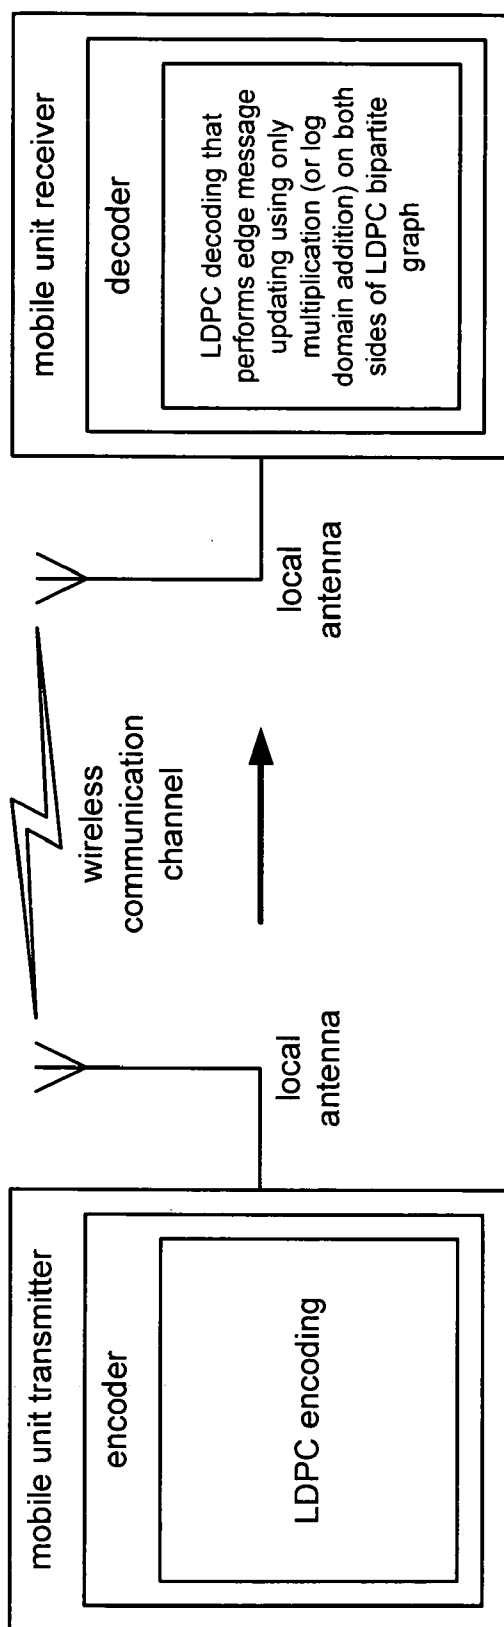 mobile unit transmitter
encoder
LDPC encoding
local
antenna
wireless
communication
channel
local
antenna
mobile unit receiver
decoder
LDPC decoding that
performs edge message
updating using only
multiplication (or log
domain addition) on both
sides of LDPC bipartite
graph